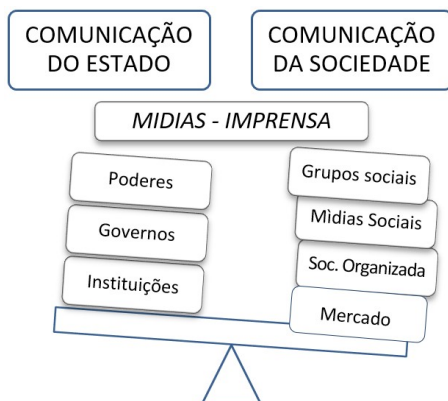 COMUNICAÇÃO
DO ESTADO
COMUNICAÇÃO
DA SOCIEDADE
MIDIAS - IMPRENSA
Poderes
Governos
Instituições
Grupos sociais
Mìdias Sociais
Soc. Organizada
Mercado